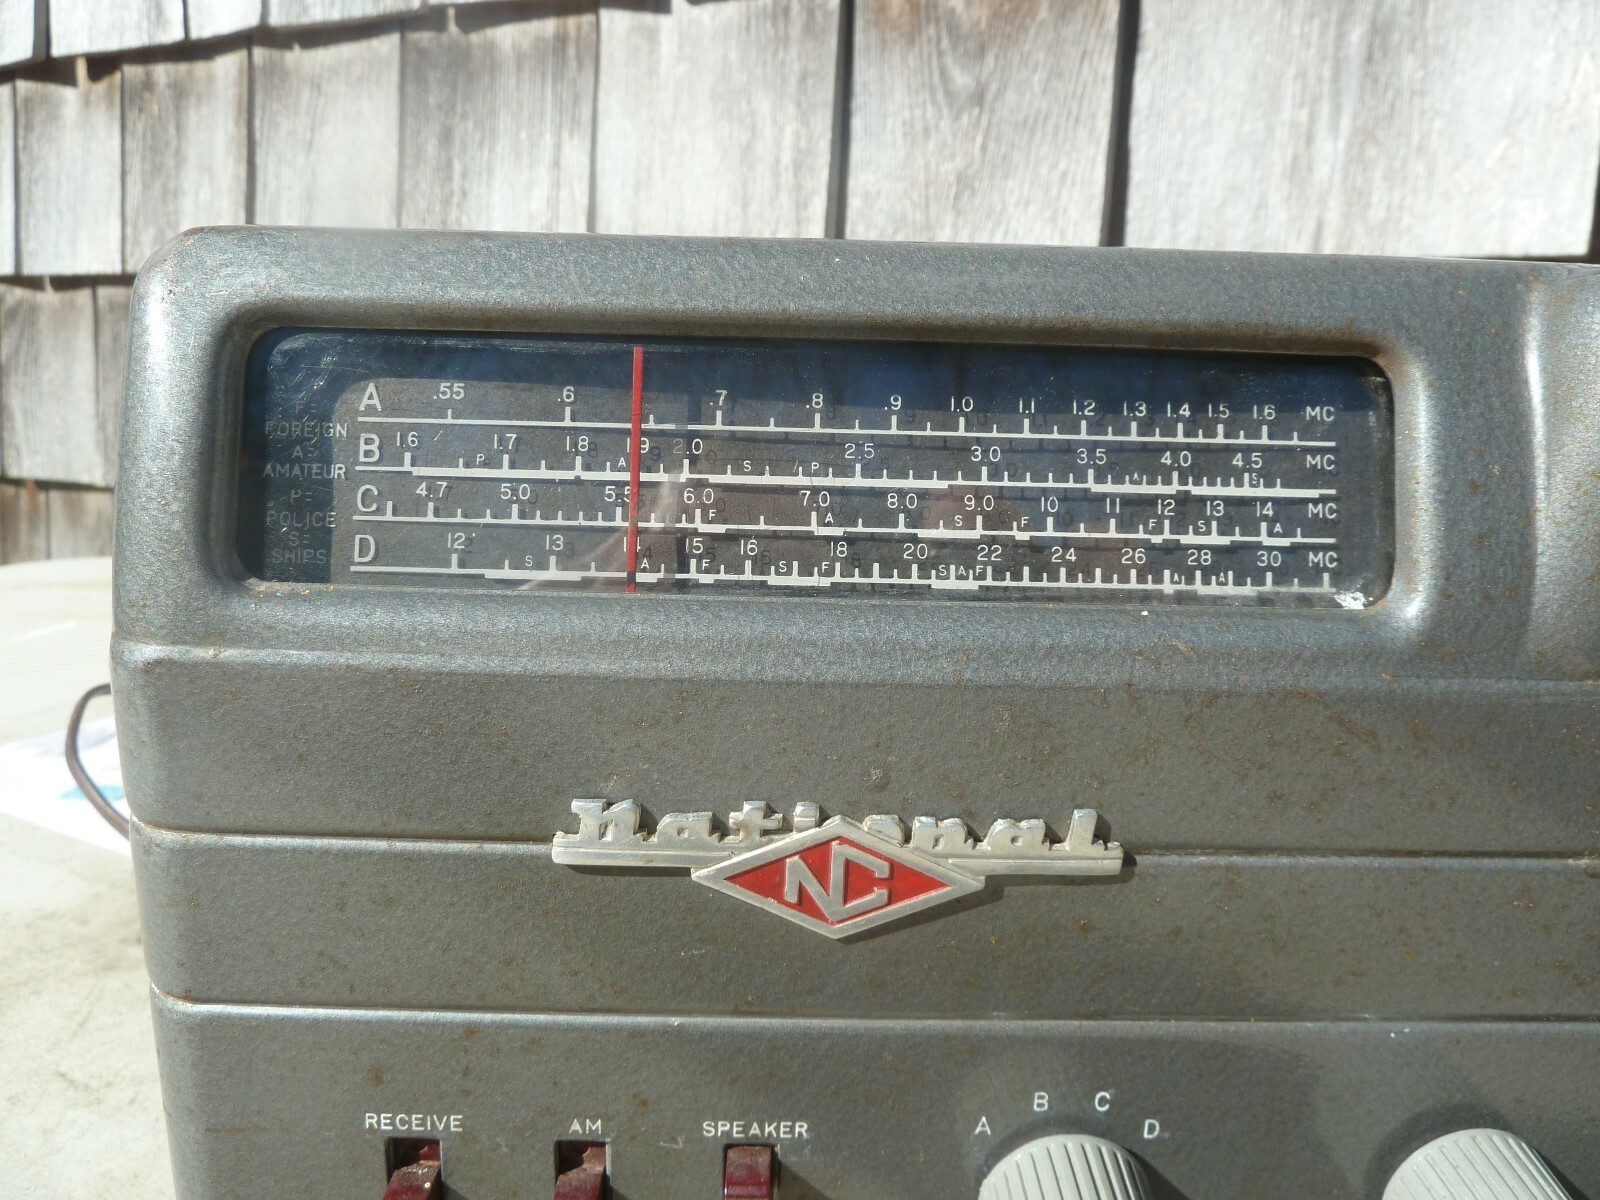 A .55 .6 .7 .8 .9 1.0 1.1 1.2 1.3 1.4 1.5 1.6 MC
FOREIGN
B 1.6 P 1.7 1.8 A 1.9 2.0 S P 2.5 3.0 3.5 A 4.0 4.5 S MC
A-
AMATEUR
C 4.7 5.0 5.5 6.0 F 7.0 A 8.0 S 9.0 F 10 11 F 12 S 13 14 A MC
P-
POLICE
D 12 S 13 14 A 15 F 16 S F 18 20 S A F 22 24 26 A 28 A 30 MC
S-
SHIPS
national
NC
RECEIVE AM SPEAKER A B C D